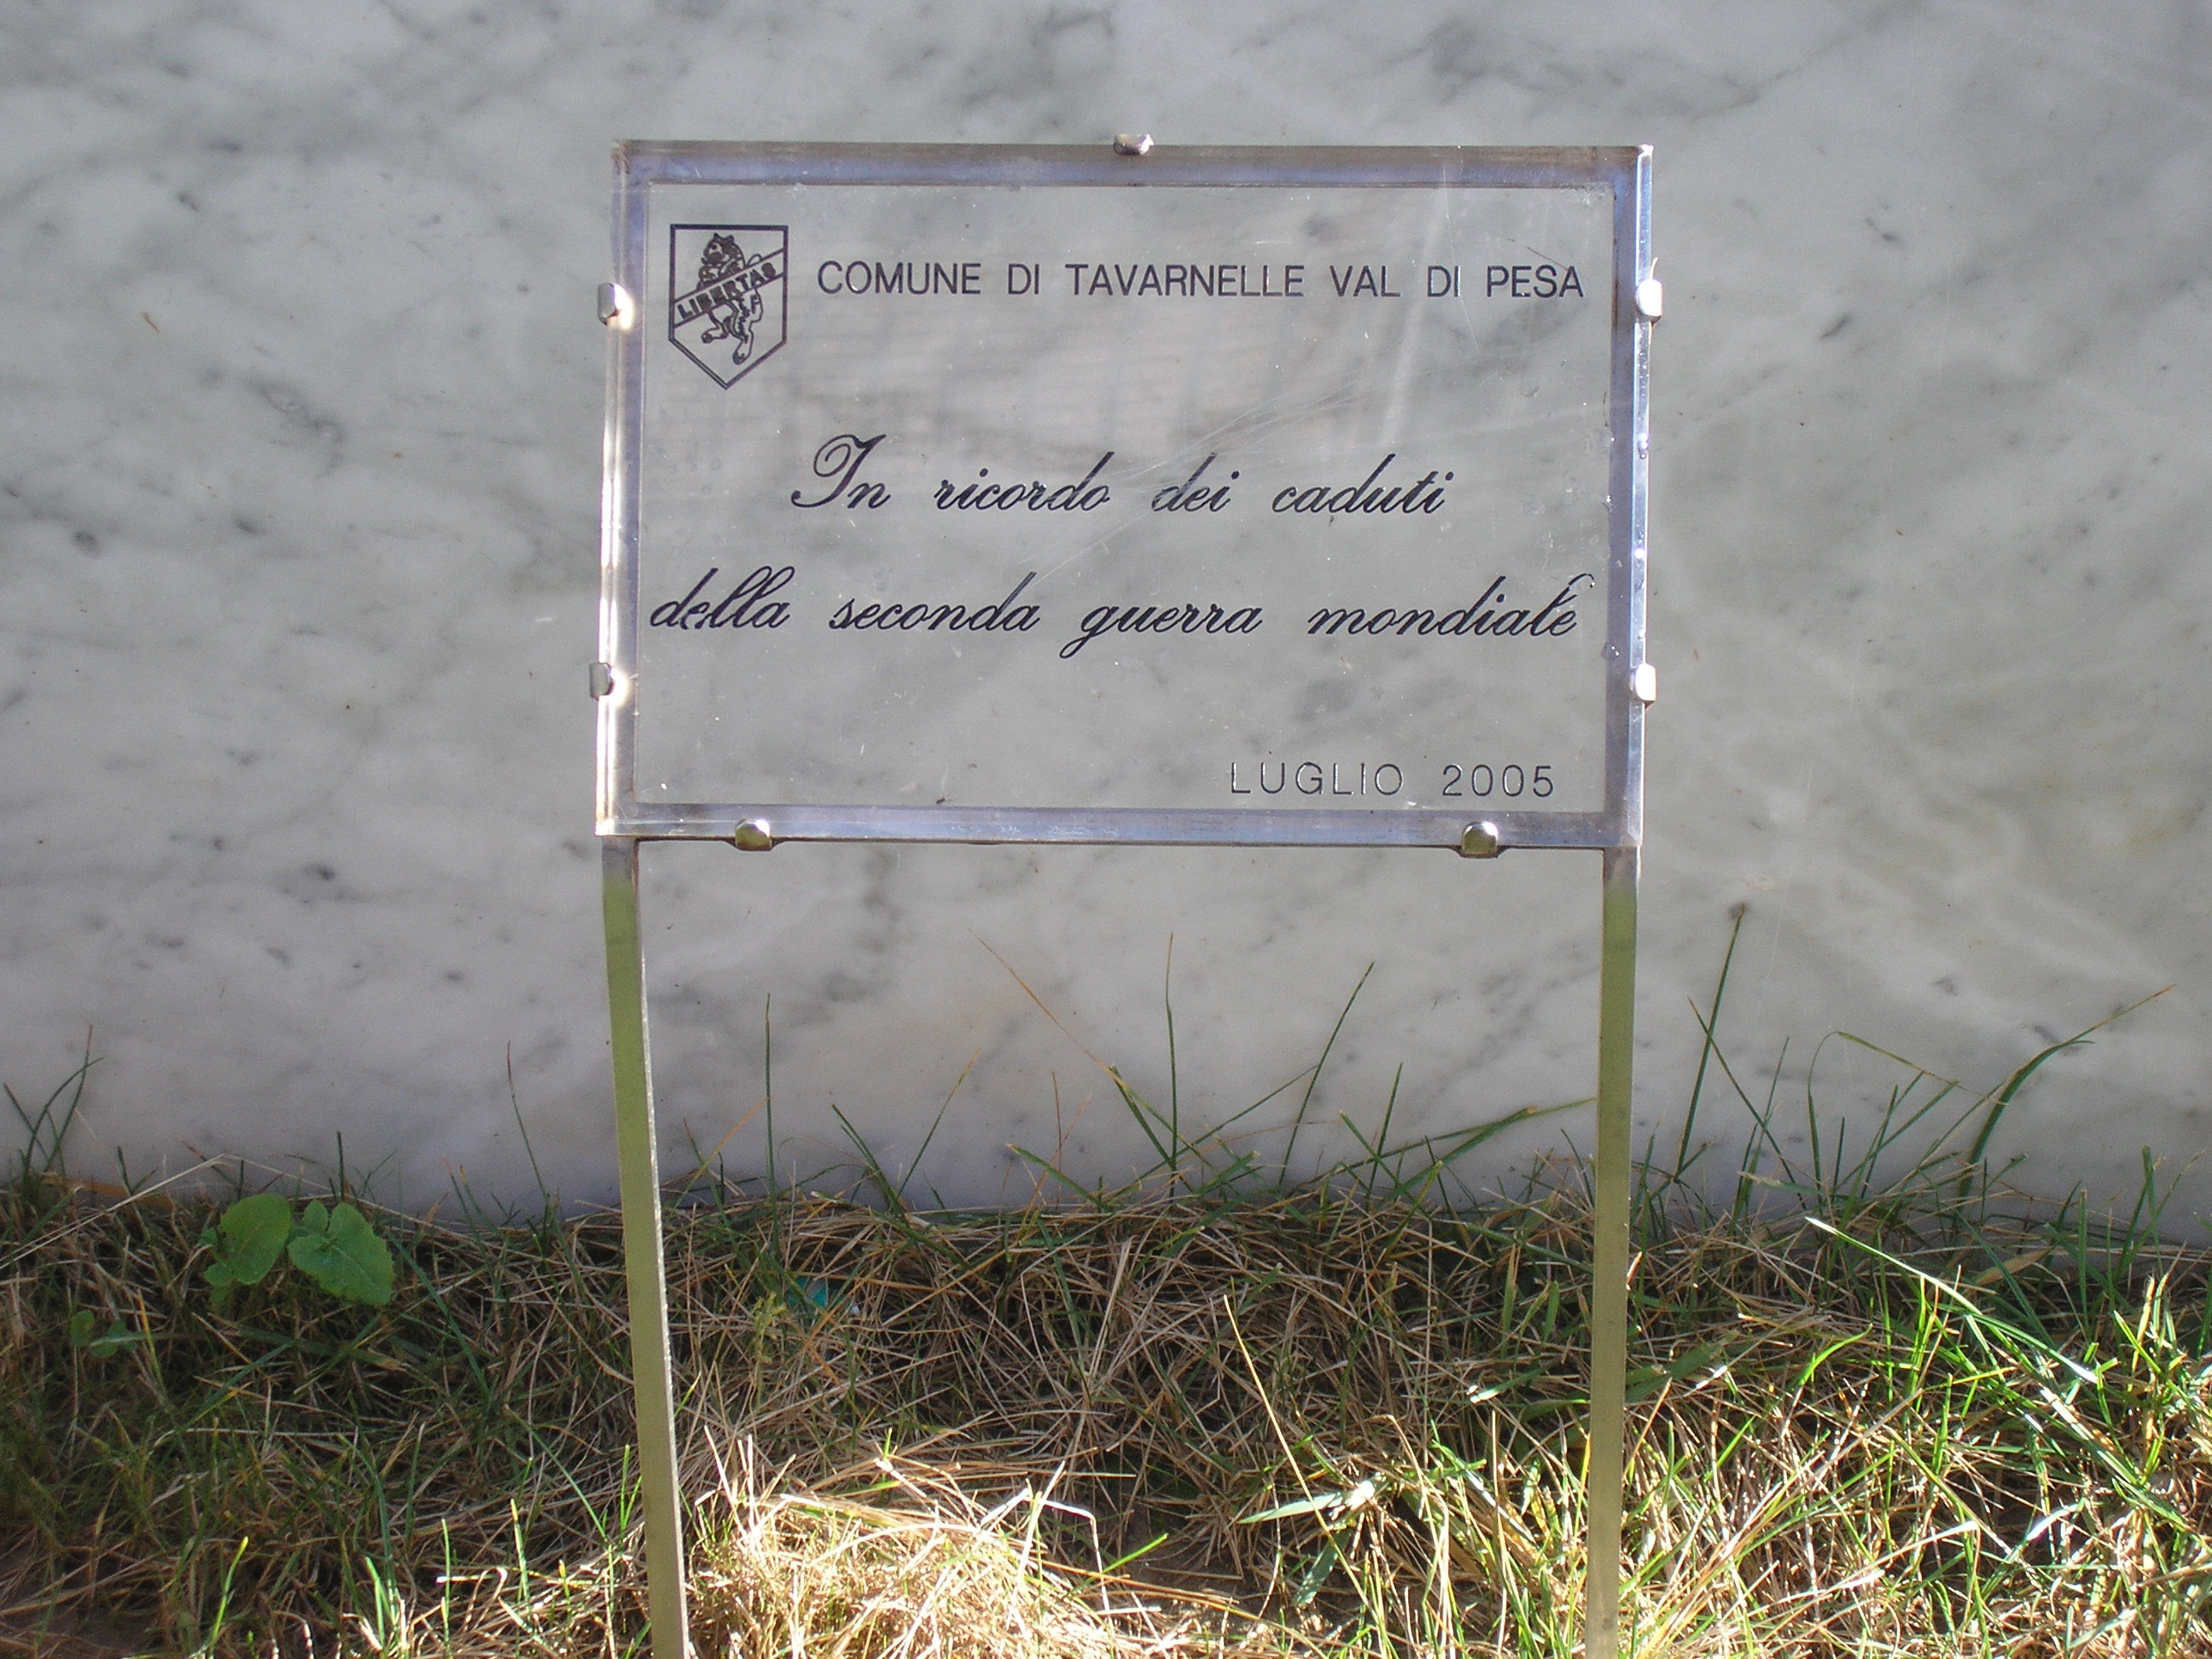 LIBERTAS
COMUNE DI TAVARNELLE VAL DI PESA
In ricordo dei caduti
della seconda guerra mondiale
LUGLIO 2005